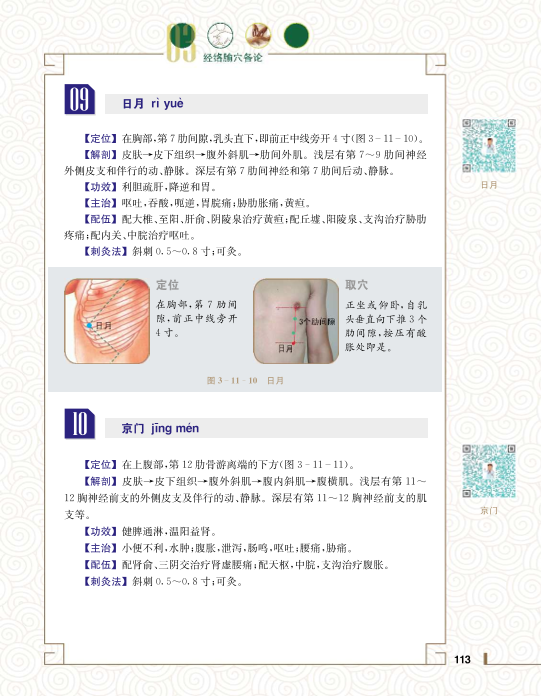 03
经络腧穴各论
09
日月 rì yuè
【定位】在胸部,第7肋间隙,乳头直下,即前正中线旁开4寸(图3-11-10)。
【解剖】皮肤→皮下组织→腹外斜肌→肋间外肌。浅层有第7~9肋间神经
外侧皮支和伴行的动、静脉。深层有第7肋间神经和第7肋间后动、静脉。
【功效】利胆疏肝,降逆和胃。
【主治】呕吐,吞酸,呃逆,胃脘痛;胁肋胀痛,黄疸。
【配伍】配大椎、至阳、肝俞、阴陵泉治疗黄疸;配丘墟、阳陵泉、支沟治疗胁肋
疼痛;配内关、中脘治疗呕吐。
【刺灸法】斜刺0.5~0.8寸;可灸。
日月
定位
在胸部,第7肋间
隙,前正中线旁开
4寸。
日月
3个肋间隙
日月
取穴
正坐或仰卧,自乳
头垂直向下推3个
肋间隙,按压有酸
胀处即是。
图3-11-10 日月
10
京门 jīng mén
【定位】在上腹部,第12肋骨游离端的下方(图3-11-11)。
【解剖】皮肤→皮下组织→腹外斜肌→腹内斜肌→腹横肌。浅层有第11~
12胸神经前支的外侧皮支及伴行的动、静脉。深层有第11~12胸神经前支的肌
支等。
【功效】健脾通淋,温阳益肾。
【主治】小便不利,水肿;腹胀,泄泻,肠鸣,呕吐;腰痛,胁痛。
【配伍】配肾俞、三阴交治疗肾虚腰痛;配天枢,中脘,支沟治疗腹胀。
【刺灸法】斜刺0.5~0.8寸;可灸。
京门
113